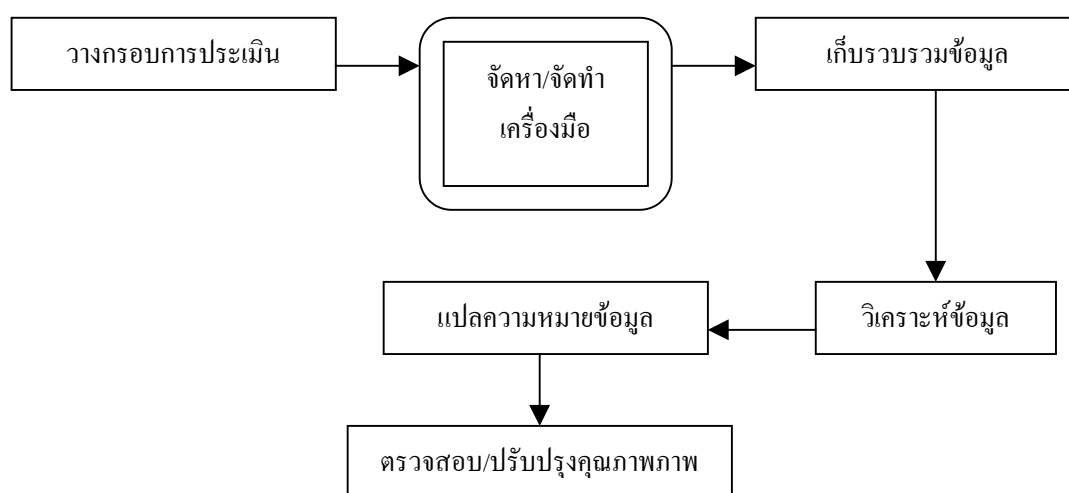 วางกรอบการประเมิน
จัดหา/จัดทำ
เครื่องมือ
เก็บรวบรวมข้อมูล
วิเคราะห์ข้อมูล
แปลความหมายข้อมูล
ตรวจสอบ/ปรับปรุงคุณภาพภาพ